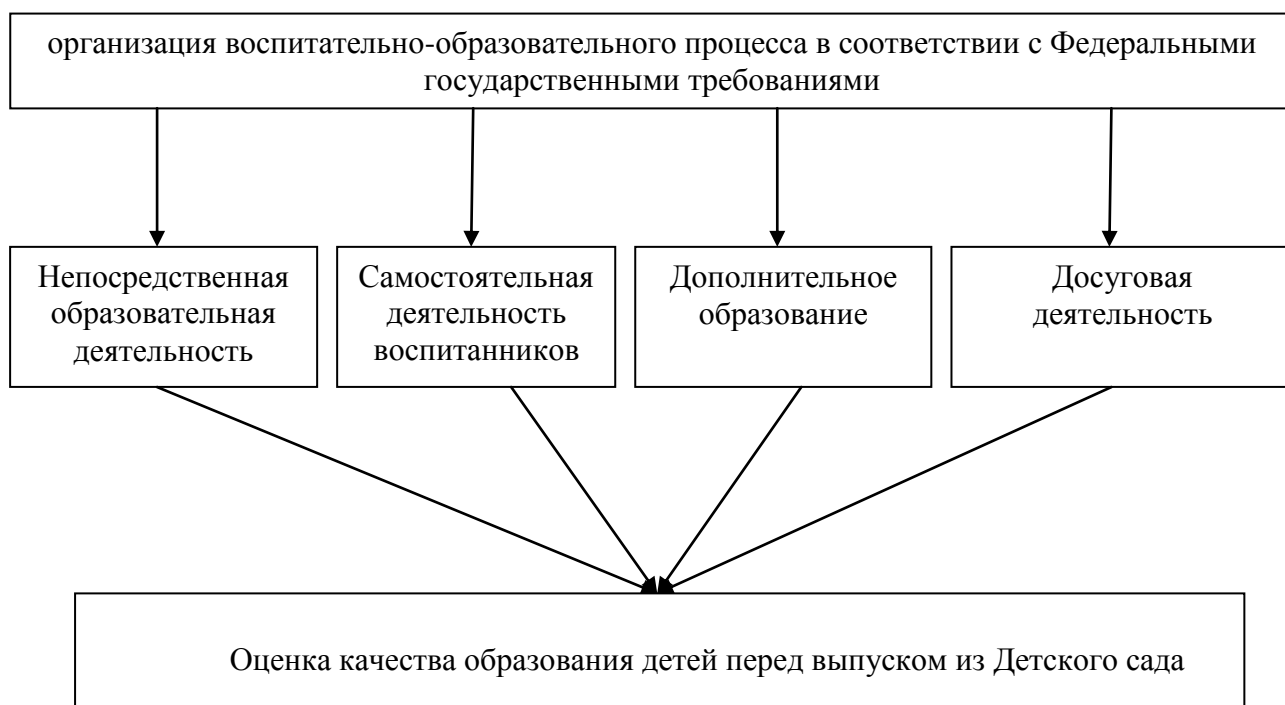 организация воспитательно-образовательного процесса в соответствии с Федеральными
государственными требованиями
Непосредственная
образовательная
деятельность
Самостоятельная
деятельность
воспитанников
Дополнительное
образование
Досуговая
деятельность
Оценка качества образования детей перед выпуском из Детского сада